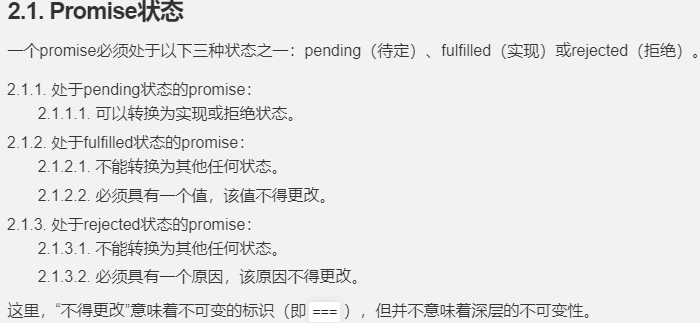 2.1. Promise状态
一个promise必须处于以下三种状态之一：pending（待定）、fulfilled（实现）或rejected（拒绝）。
2.1.1. 处于pending状态的promise：
2.1.1.1. 可以转换为实现或拒绝状态。
2.1.2. 处于fulfilled状态的promise：
2.1.2.1. 不能转换为其他任何状态。
2.1.2.2. 必须具有一个值，该值不得更改。
2.1.3. 处于rejected状态的promise：
2.1.3.1. 不能转换为其他任何状态。
2.1.3.2. 必须具有一个原因，该原因不得更改。
这里，“不得更改”意味着不可变的标识（即 === ），但并不意味着深层的不可变性。